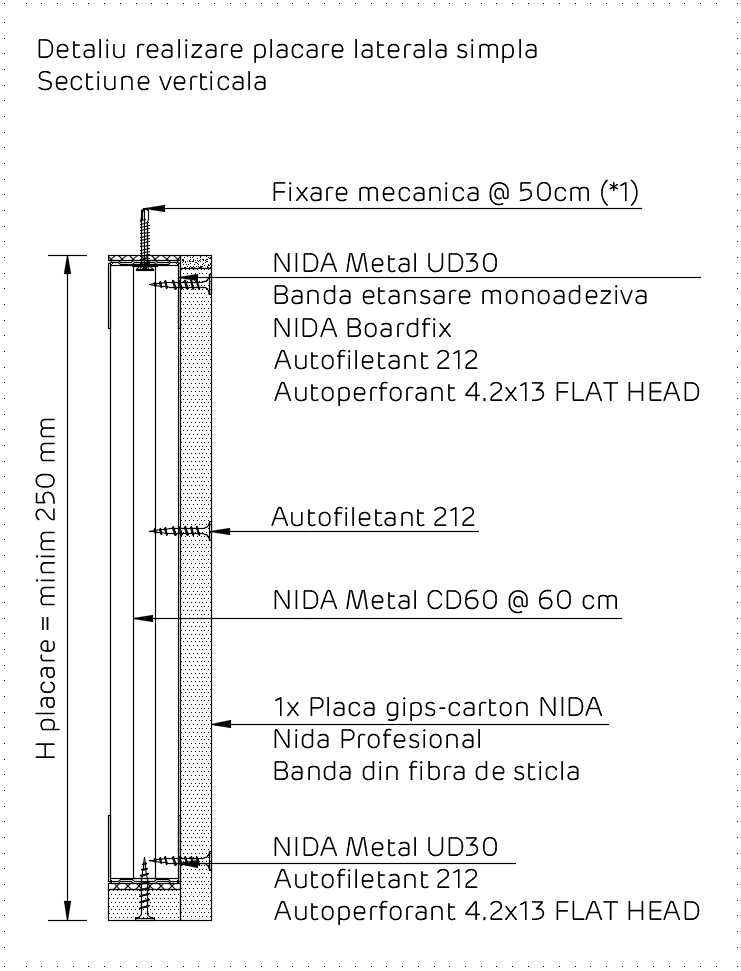 Detaliu realizare placare laterala simpla
Sectiune verticala
Fixare mecanica @ 50cm (*1)
NIDA Metal UD30
Banda etansare monoadeziva
NIDA Boardfix
Autofiletant 212
Autoperforant 4.2x13 FLAT HEAD
H placare = minim 250 mm
Autofiletant 212
NIDA Metal CD60 @ 60 cm
1x Placa gips-carton NIDA
Nida Profesional
Banda din fibra de sticla
NIDA Metal UD30
Autofiletant 212
Autoperforant 4.2x13 FLAT HEAD